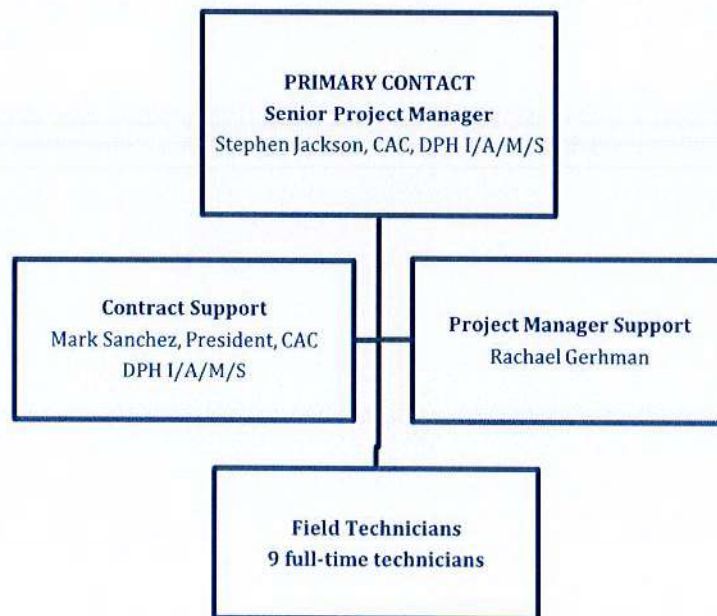 PRIMARY CONTACT
Senior Project Manager
Stephen Jackson, CAC, DPH I/A/M/S
Contract Support
Mark Sanchez, President, CAC
DPH I/A/M/S
Project Manager Support
Rachael Gerhman
Field Technicians
9 full-time technicians